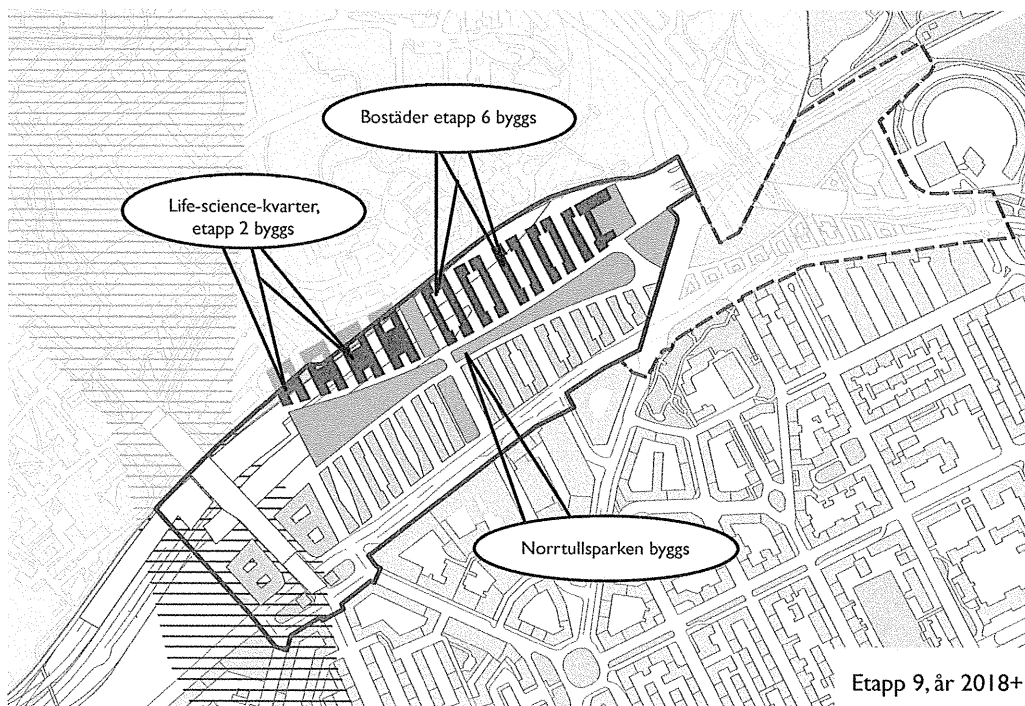 Bostäder etapp 6 byggs
Life-science-kvarter,
etapp 2 byggs
Norrtullsparken byggs
Etapp 9, år 2018+